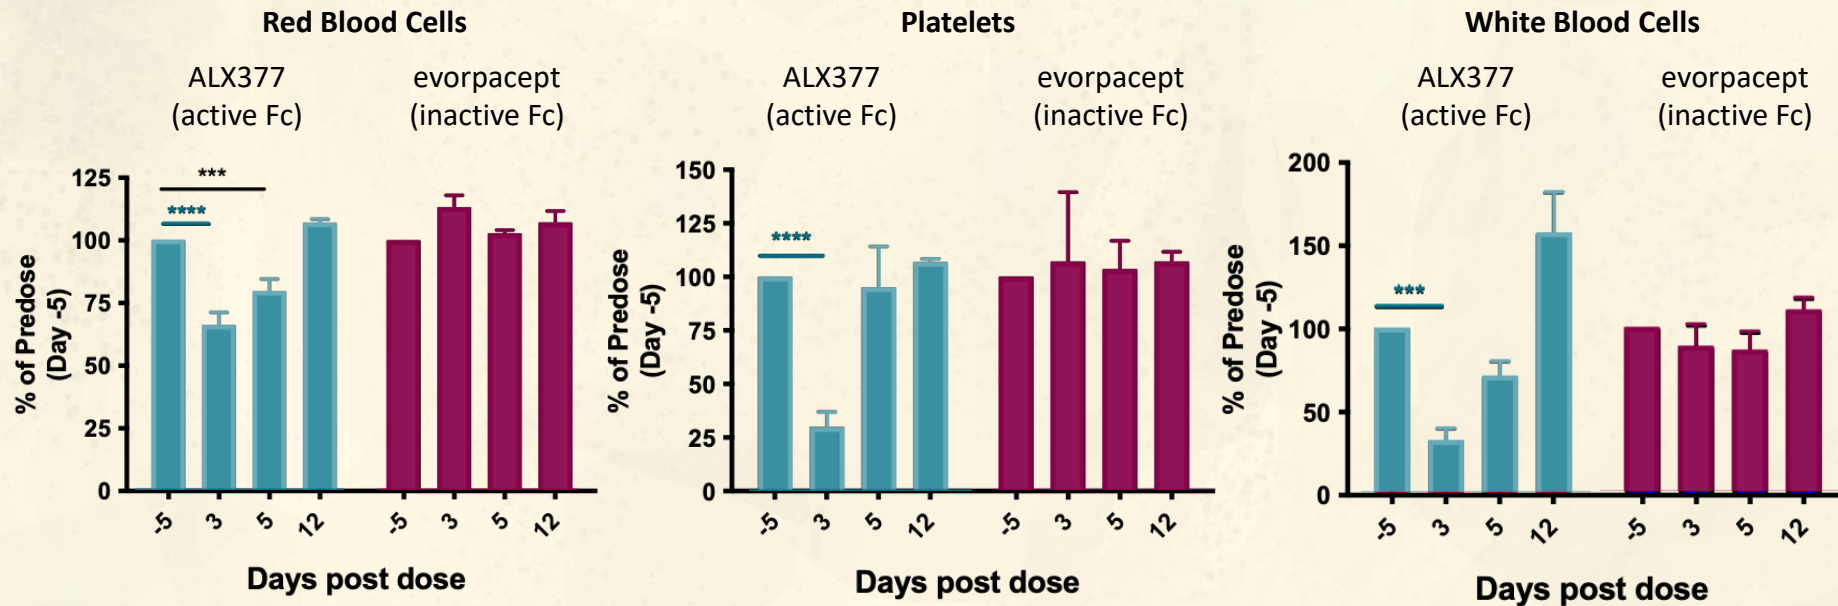 Red Blood Cells
ALX377
(active Fc)
evorpacept
(inactive Fc)
% of Predose
(Day -5)
125
100
75
50
25
0
***
****
-5 3 5 12 -5 3 5 12
Days post dose
Platelets
ALX377
(active Fc)
evorpacept
(inactive Fc)
% of Predose
(Day -5)
150
125
100
75
50
25
0
****
-5 3 5 12 -5 3 5 12
Days post dose
White Blood Cells
ALX377
(active Fc)
evorpacept
(inactive Fc)
% of Predose
(Day -5)
200
150
100
50
0
***
-5 3 5 12 -5 3 5 12
Days post dose